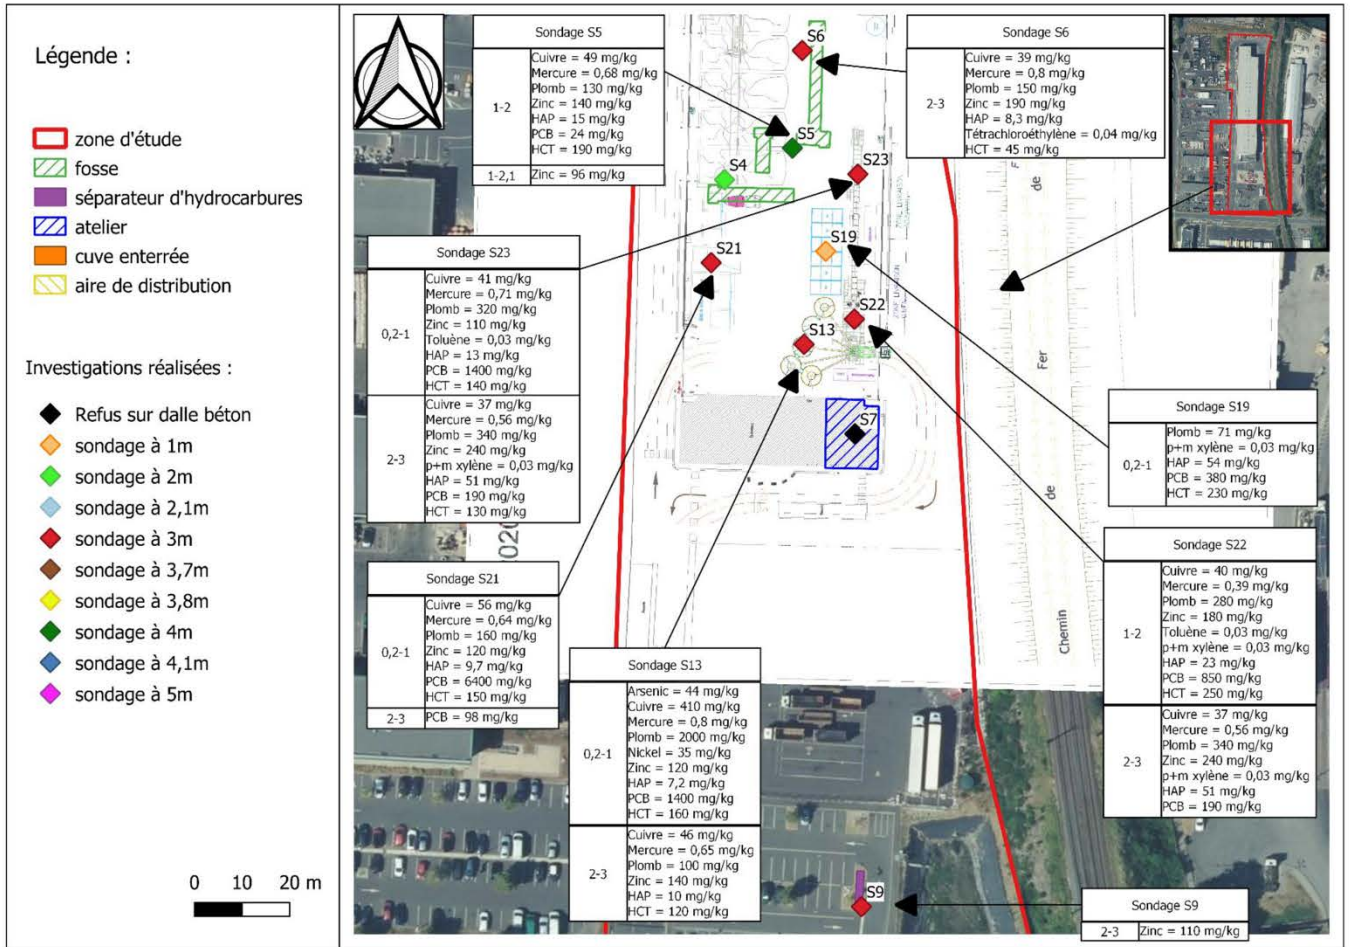 Légende :
zone d'étude
fosse
séparateur d'hydrocarbures
atelier
cuve enterrée
aire de distribution
Investigations réalisées :
Refus sur dalle béton
sondage à 1m
sondage à 2m
sondage à 2,1m
sondage à 3m
sondage à 3,7m
sondage à 3,8m
sondage à 4m
sondage à 4,1m
sondage à 5m
0 10 20 m
Sondage S5
1-2
Cuivre = 49 mg/kg
Mercure = 0,68 mg/kg
Plomb = 130 mg/kg
Zinc = 140 mg/kg
HAP = 15 mg/kg
PCB = 24 mg/kg
HCT = 190 mg/kg
1-2,1
Zinc = 96 mg/kg
Sondage S6
2-3
Cuivre = 39 mg/kg
Mercure = 0,8 mg/kg
Plomb = 150 mg/kg
Zinc = 190 mg/kg
HAP = 8,3 mg/kg
Tétrachloroéthylène = 0,04 mg/kg
HCT = 45 mg/kg
Sondage S23
0,2-1
Cuivre = 41 mg/kg
Mercure = 0,71 mg/kg
Plomb = 320 mg/kg
Zinc = 110 mg/kg
Toluène = 0,03 mg/kg
HAP = 13 mg/kg
PCB = 1400 mg/kg
HCT = 140 mg/kg
2-3
Cuivre = 37 mg/kg
Mercure = 0,56 mg/kg
Plomb = 340 mg/kg
Zinc = 240 mg/kg
p+m xylène = 0,03 mg/kg
HAP = 51 mg/kg
PCB = 190 mg/kg
HCT = 130 mg/kg
Sondage S21
0,2-1
Cuivre = 56 mg/kg
Mercure = 0,64 mg/kg
Plomb = 160 mg/kg
Zinc = 120 mg/kg
HAP = 9,7 mg/kg
PCB = 6400 mg/kg
HCT = 150 mg/kg
2-3
PCB = 98 mg/kg
Sondage S13
0,2-1
Arsenic = 44 mg/kg
Cuivre = 410 mg/kg
Mercure = 0,8 mg/kg
Plomb = 2000 mg/kg
Nickel = 35 mg/kg
Zinc = 120 mg/kg
HAP = 7,2 mg/kg
PCB = 1400 mg/kg
HCT = 160 mg/kg
2-3
Cuivre = 46 mg/kg
Mercure = 0,65 mg/kg
Plomb = 100 mg/kg
Zinc = 140 mg/kg
HAP = 10 mg/kg
HCT = 120 mg/kg
Sondage S19
0,2-1
Plomb = 71 mg/kg
p+m xylène = 0,03 mg/kg
HAP = 54 mg/kg
PCB = 380 mg/kg
HCT = 230 mg/kg
Sondage S22
1-2
Cuivre = 40 mg/kg
Mercure = 0,39 mg/kg
Plomb = 280 mg/kg
Zinc = 180 mg/kg
Toluène = 0,03 mg/kg
p+m xylène = 0,03 mg/kg
HAP = 23 mg/kg
PCB = 850 mg/kg
HCT = 250 mg/kg
2-3
Cuivre = 37 mg/kg
Mercure = 0,56 mg/kg
Plomb = 340 mg/kg
Zinc = 240 mg/kg
p+m xylène = 0,03 mg/kg
HAP = 51 mg/kg
PCB = 190 mg/kg
Sondage S9
2-3
Zinc = 110 mg/kg
S6
S5
S23
S4
S19
S21
S22
S13
S7
S9
de
Fer
de
Chemin